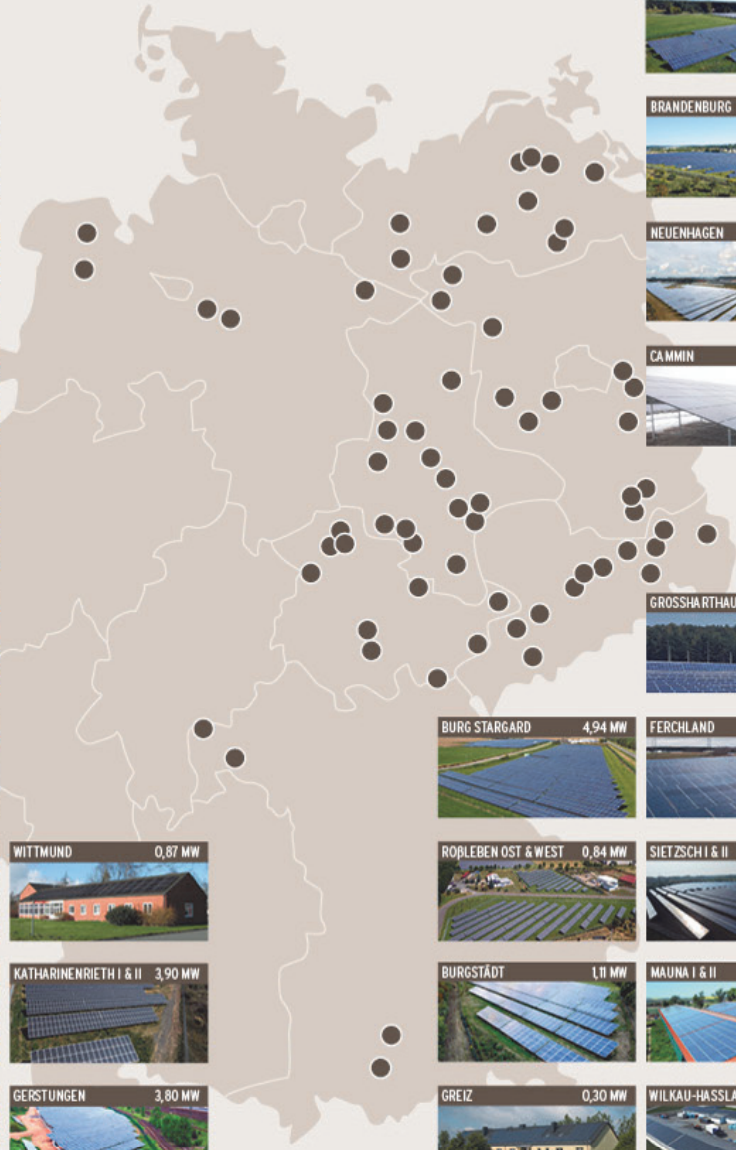 BRANDENBURG
NEUENHAGEN
CAMMIN
GROSSHARTHAU
BURG STARGARD 4,94 MW
FERCHLAND
WITTMUND 0,87 MW
ROßLEBEN OST & WEST 0,84 MW
SIETZSCH I & II
KATHARINENRIETH I & II 3,90 MW
BURGSTÄDT 1,11 MW
MAUNA I & II
GERSTUNGEN 3,80 MW
GREIZ 0,30 MW
WILKAU-HASSLA